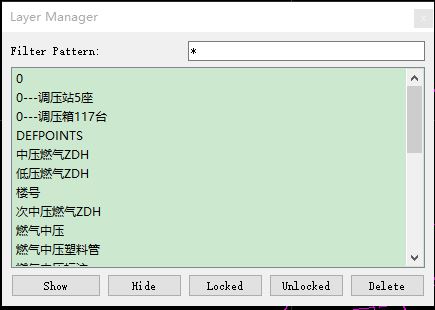 Layer Manager
x
Filter Pattern: *
0
0---调压站5座
0---调压箱117台
DEFPOINTS
中压燃气ZDH
低压燃气ZDH
楼号
次中压燃气ZDH
燃气中压
燃气中压塑料管
Show Hide Locked Unlocked Delete